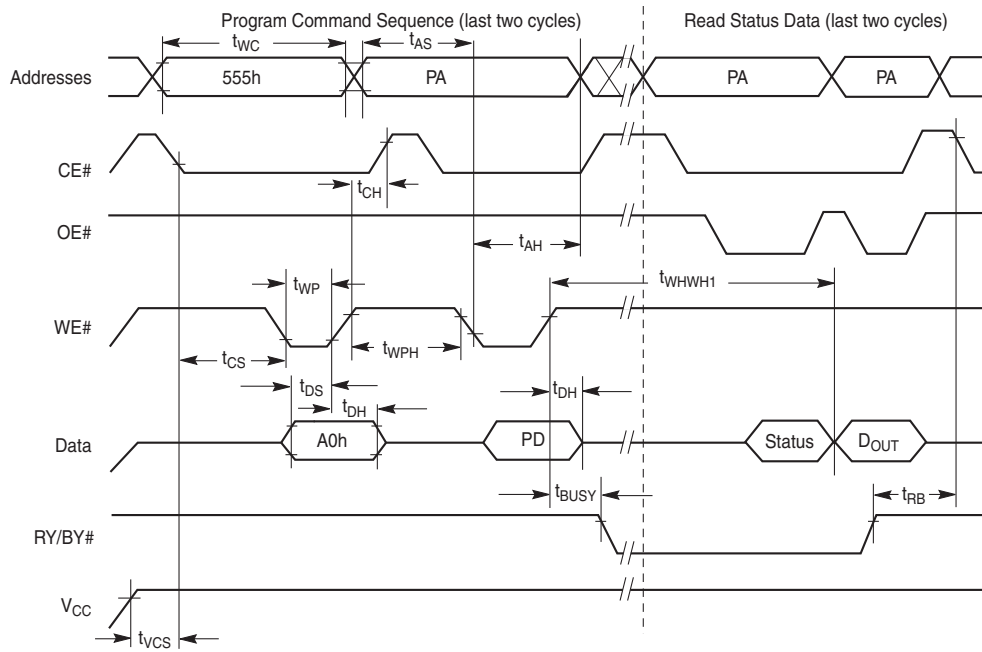 Program Command Sequence (last two cycles)
Read Status Data (last two cycles)
tWC
tAS
Addresses
555h
PA
PA
PA
CE#
tCH
OE#
tAH
tWP
tWHWH1
WE#
tCS
tWPH
tDS
tDH
tDH
Data
A0h
PD
Status
DOUT
tBUSY
tRB
RY/BY#
VCC
tVCS